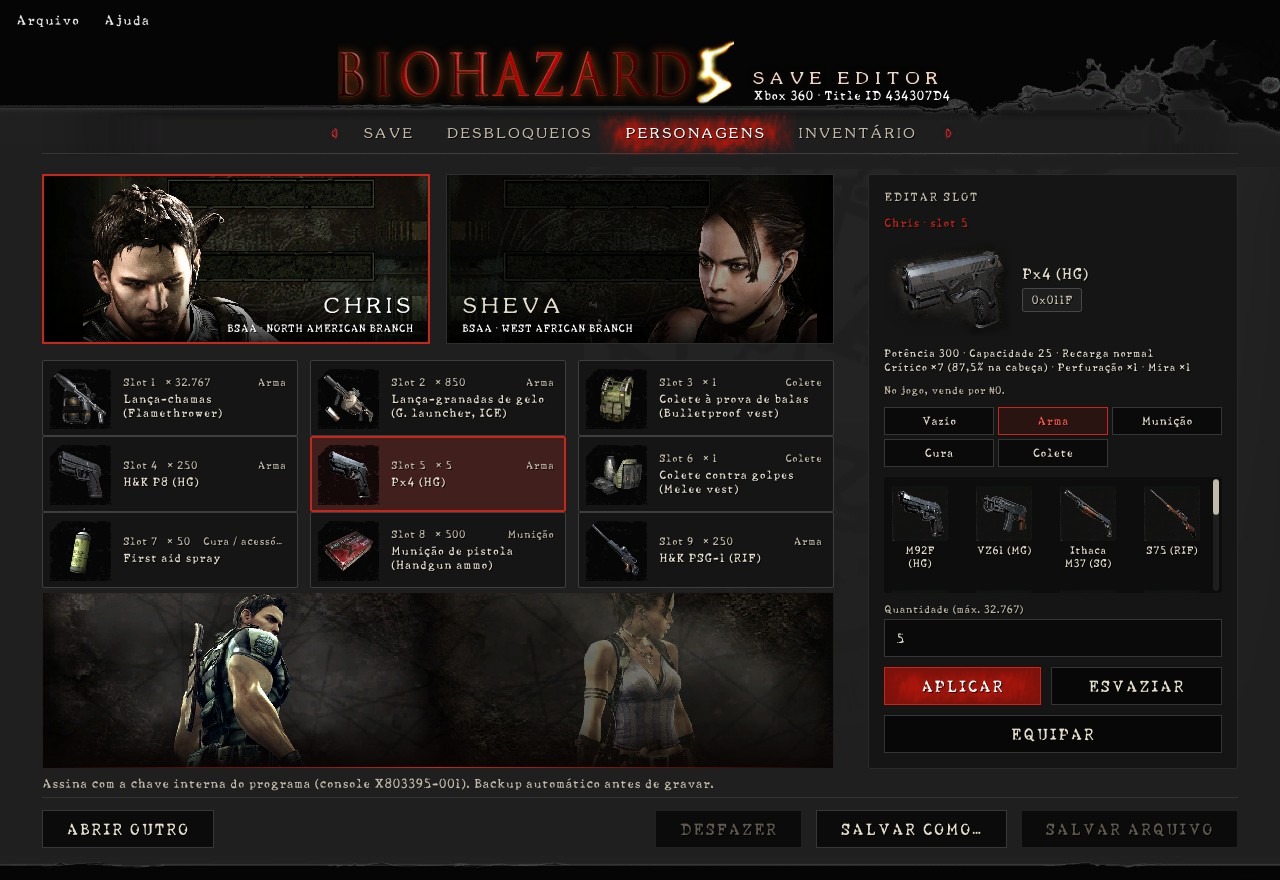 Arquivo Ajuda
BIOHAZARD 5
SAVE EDITOR
Xbox 360 · Title ID 434307D4
SAVE DESBLOQUEIOS PERSONAGENS INVENTÁRIO
CHRIS
BSAA · NORTH AMERICAN BRANCH
SHEVA
BSAA · WEST AFRICAN BRANCH
Slot 1 ×32.767 Arma
Lança-chamas
(Flamethrower)
Slot 2 ×850 Arma
Lança-granadas de gelo
(G. launcher, ICE)
Slot 3 ×1 Colete
Colete à prova de balas
(Bulletproof vest)
Slot 4 ×250 Arma
H&K P8 (HG)
Slot 5 ×5 Arma
Px4 (HG)
Slot 6 ×1 Colete
Colete contra golpes
(Melee vest)
Slot 7 ×50 Cura / acessó…
First aid spray
Slot 8 ×500 Munição
Munição de pistola
(Handgun ammo)
Slot 9 ×250 Arma
H&K PSG-1 (RIF)
EDITAR SLOT
Chris · slot 5
Px4 (HG)
0x011F
Potência 300 · Capacidade 25 · Recarga normal
Crítico ×7 (87,5% na cabeça) · Perfuração ×1 · Mira ×1
No jogo, vende por ₦0.
Vazio Arma Munição
Cura Colete
M92F
(HG)
VZ61 (MG)
Ithaca
M37 (SG)
S75 (RIF)
Quantidade (máx. 32.767)
5
APLICAR ESVAZIAR
EQUIPAR
Assina com a chave interna do programa (console X803395-001). Backup automático antes de gravar.
ABRIR OUTRO DESFAZER SALVAR COMO… SALVAR ARQUIVO